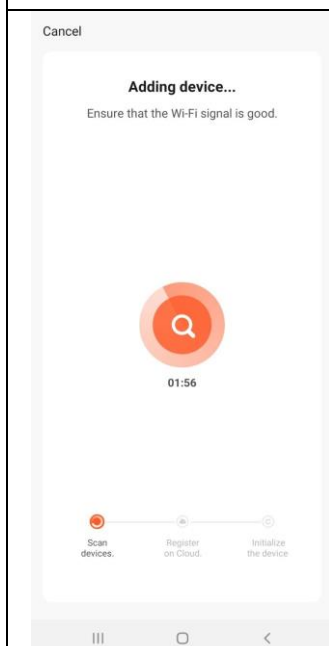 Cancel
Adding device...
Ensure that the Wi-Fi signal is good.
01:56
Scan
devices.
Register
on Cloud.
Initialize
the device